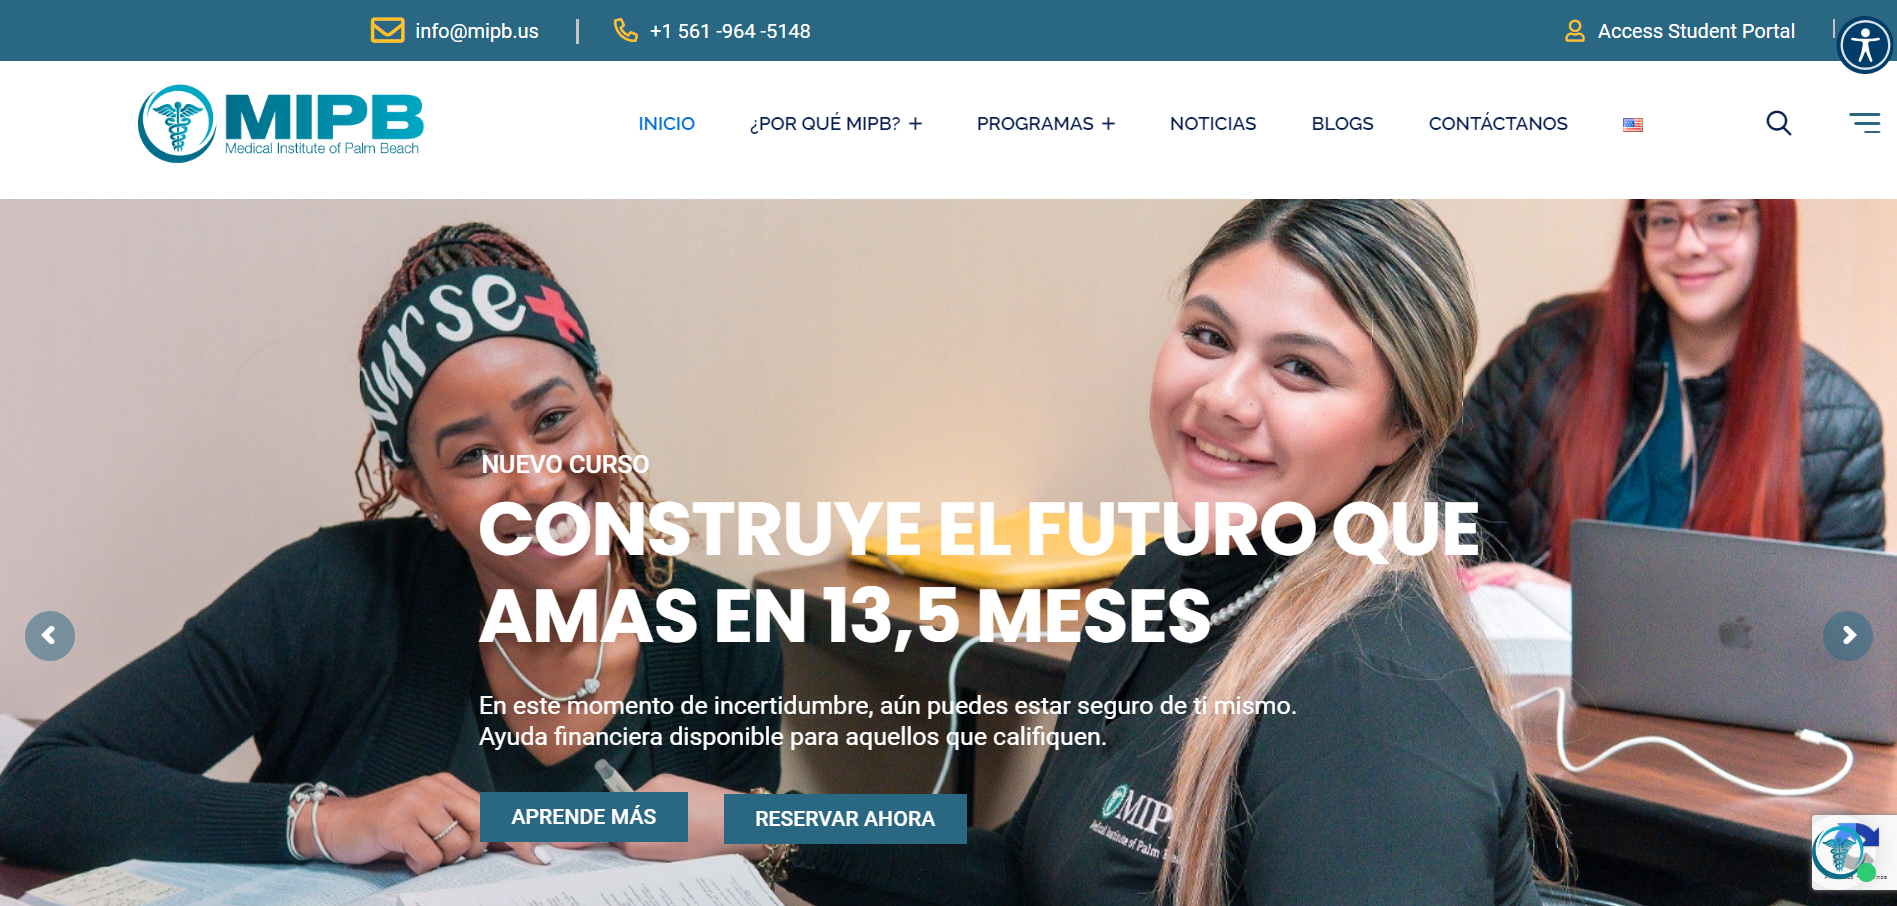 info@mipb.us
+1 561 -964 -5148
Access Student Portal
MIPB
Medical Institute of Palm Beach
INICIO
¿POR QUÉ MIPB? +
PROGRAMAS +
NOTICIAS
BLOGS
CONTÁCTANOS
Nurse
NUEVO CURSO
CONSTRUYE EL FUTURO QUE
AMAS EN 13,5 MESES
En este momento de incertidumbre, aún puedes estar seguro de ti mismo.
Ayuda financiera disponible para aquellos que califiquen.
APRENDE MÁS
RESERVAR AHORA
MIP
Medical Institute of Palm